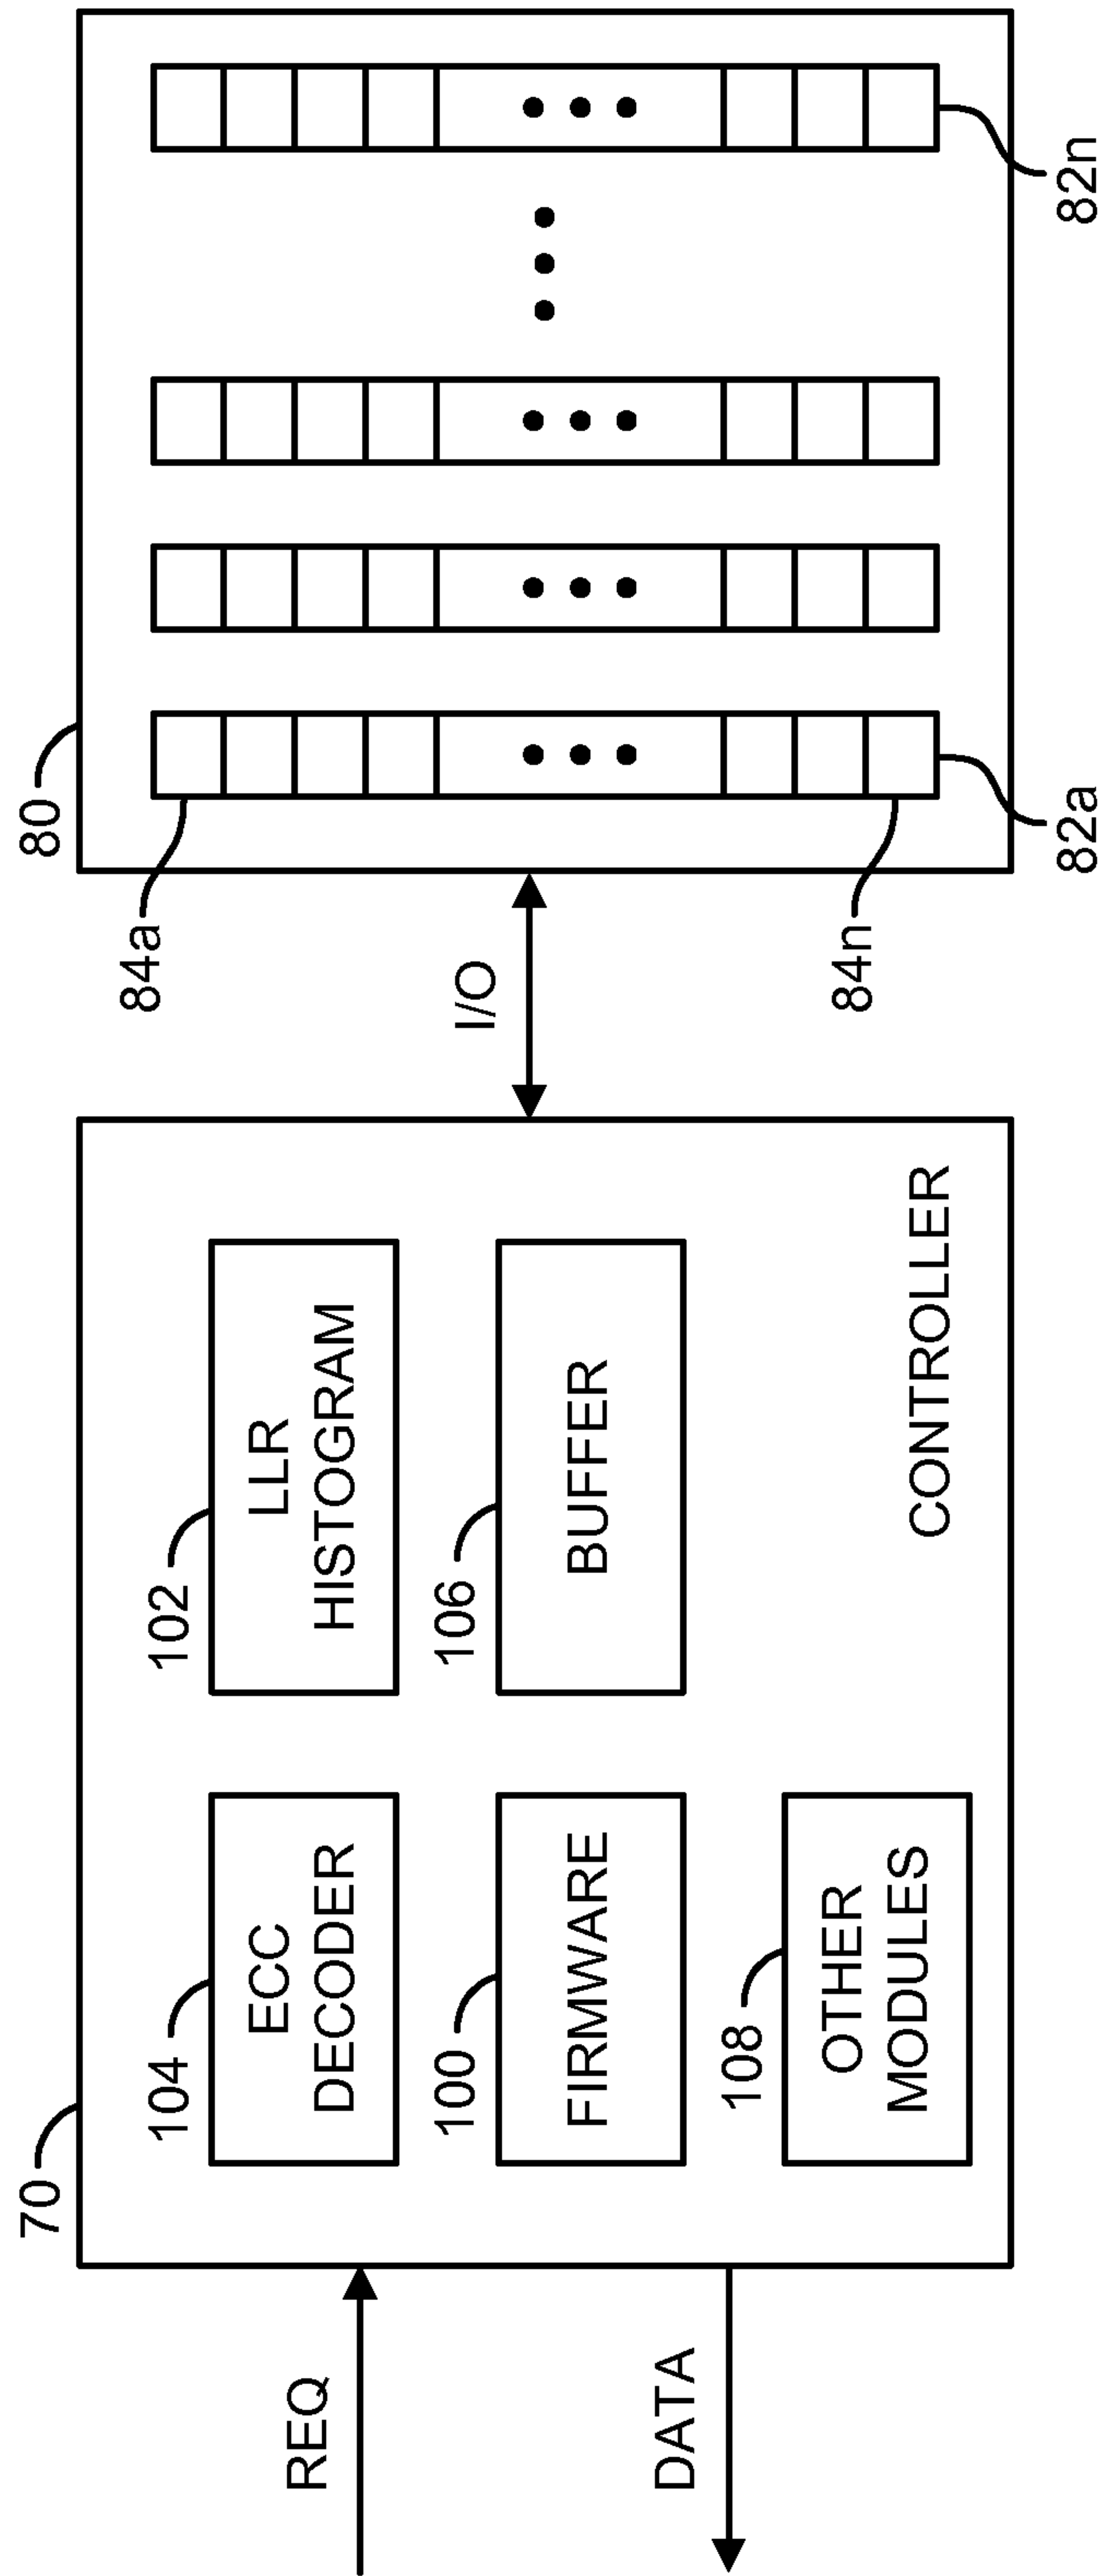 70
80
104
ECC
DECODER
102
LLR
HISTOGRAM
84a
REQ
I/O
100
FIRMWARE
106
BUFFER
DATA
108
OTHER
MODULES
CONTROLLER
84n
82a
82n